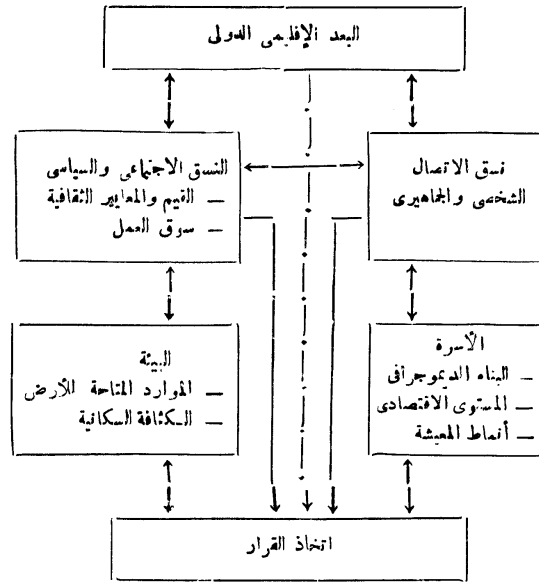 البعد الإقليمى الدولى
نسق الاتصال
الشخصى والجماهيرى
النسق الاجتماعى والسياسى
— القيم والمعايير الثقافية
— سوق العمل
الأسرة
— البناء الديموجرافى
— المستوى الاقتصادى
— أنماط المعيشة
البيئة
— الموارد المتاحة للأرض
— الكثافة السكانية
اتخاذ القرار